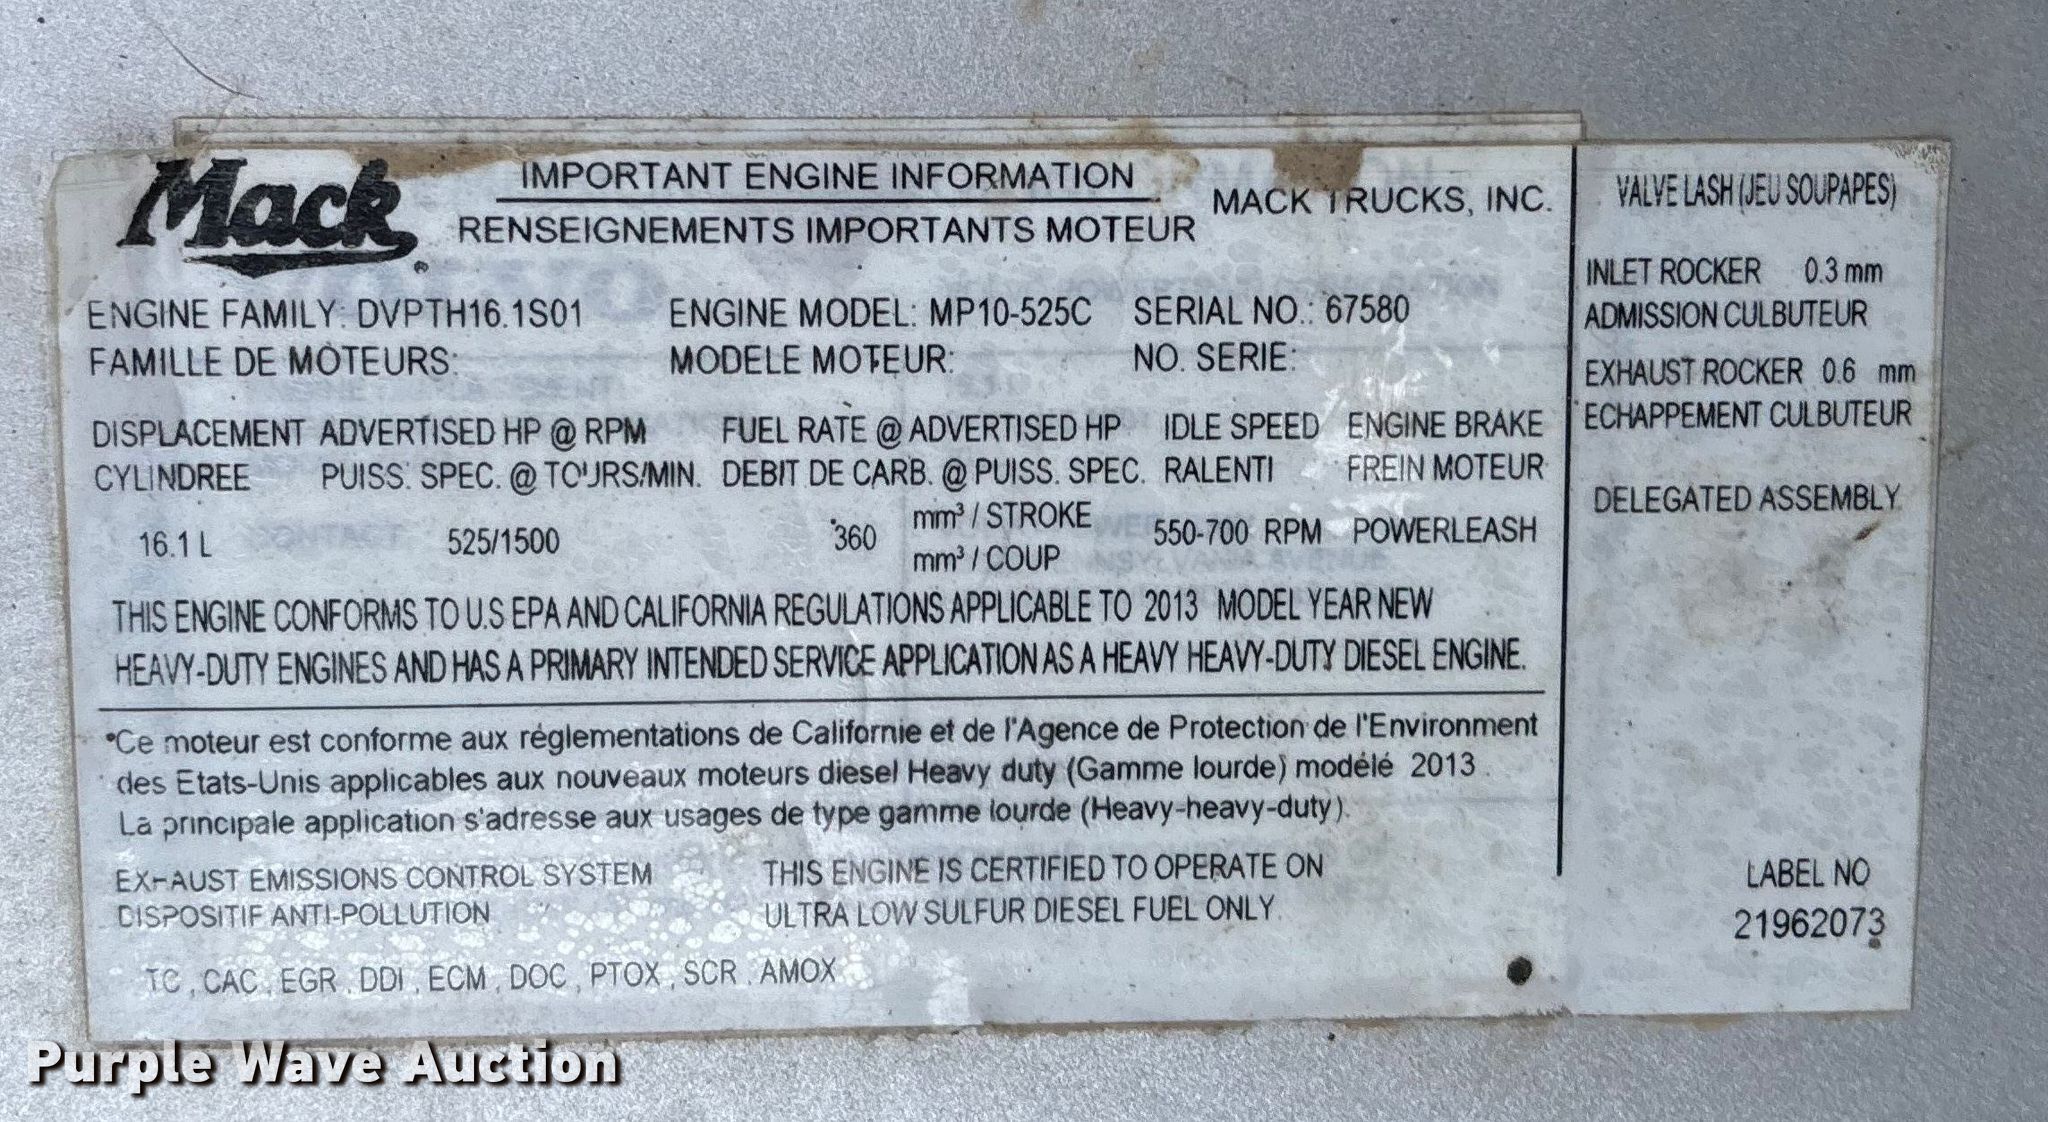 Mack
IMPORTANT ENGINE INFORMATION
RENSEIGNEMENTS IMPORTANTS MOTEUR
MACK TRUCKS, INC.
ENGINE FAMILY: DVPTH16.1S01 ENGINE MODEL: MP10-525C SERIAL NO.: 67580
FAMILLE DE MOTEURS: MODELE MOTEUR: NO. SERIE:
DISPLACEMENT ADVERTISED HP @ RPM FUEL RATE @ ADVERTISED HP IDLE SPEED ENGINE BRAKE
CYLINDREE PUISS. SPEC. @ TOURS/MIN. DEBIT DE CARB. @ PUISS. SPEC. RALENTI FREIN MOTEUR
16.1 L 525/1500 360 mm³ / STROKE 550-700 RPM POWERLEASH
mm³ / COUP
THIS ENGINE CONFORMS TO U.S EPA AND CALIFORNIA REGULATIONS APPLICABLE TO 2013 MODEL YEAR NEW
HEAVY-DUTY ENGINES AND HAS A PRIMARY INTENDED SERVICE APPLICATION AS A HEAVY HEAVY-DUTY DIESEL ENGINE.
*Ce moteur est conforme aux réglementations de Californie et de l'Agence de Protection de l'Environment
des Etats-Unis applicables aux nouveaux moteurs diesel Heavy duty (Gamme lourde) modélé 2013.
La principale application s'adresse aux usages de type gamme lourde (Heavy-heavy-duty).
EXHAUST EMISSIONS CONTROL SYSTEM THIS ENGINE IS CERTIFIED TO OPERATE ON
DISPOSITIF ANTI-POLLUTION ULTRA LOW SULFUR DIESEL FUEL ONLY.
TC, CAC, EGR, DDI, ECM, DOC, PTOX, SCR, AMOX
VALVE LASH (JEU SOUPAPES)
INLET ROCKER 0.3 mm
ADMISSION CULBUTEUR
EXHAUST ROCKER 0.6 mm
ECHAPPEMENT CULBUTEUR
DELEGATED ASSEMBLY
LABEL NO
21962073
Purple Wave Auction